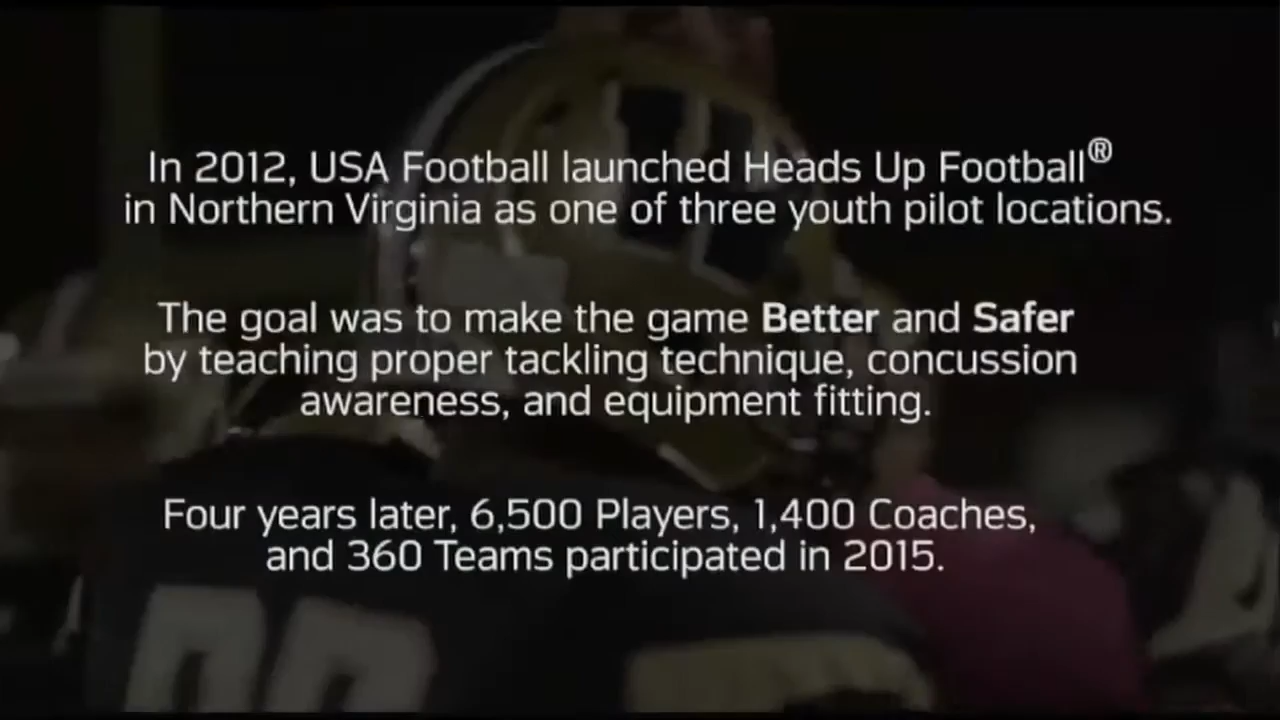 In 2012, USA Football launched Heads Up Football®
in Northern Virginia as one of three youth pilot locations.
The goal was to make the game Better and Safer
by teaching proper tackling technique, concussion
awareness, and equipment fitting.
Four years later, 6,500 Players, 1,400 Coaches,
and 360 Teams participated in 2015.